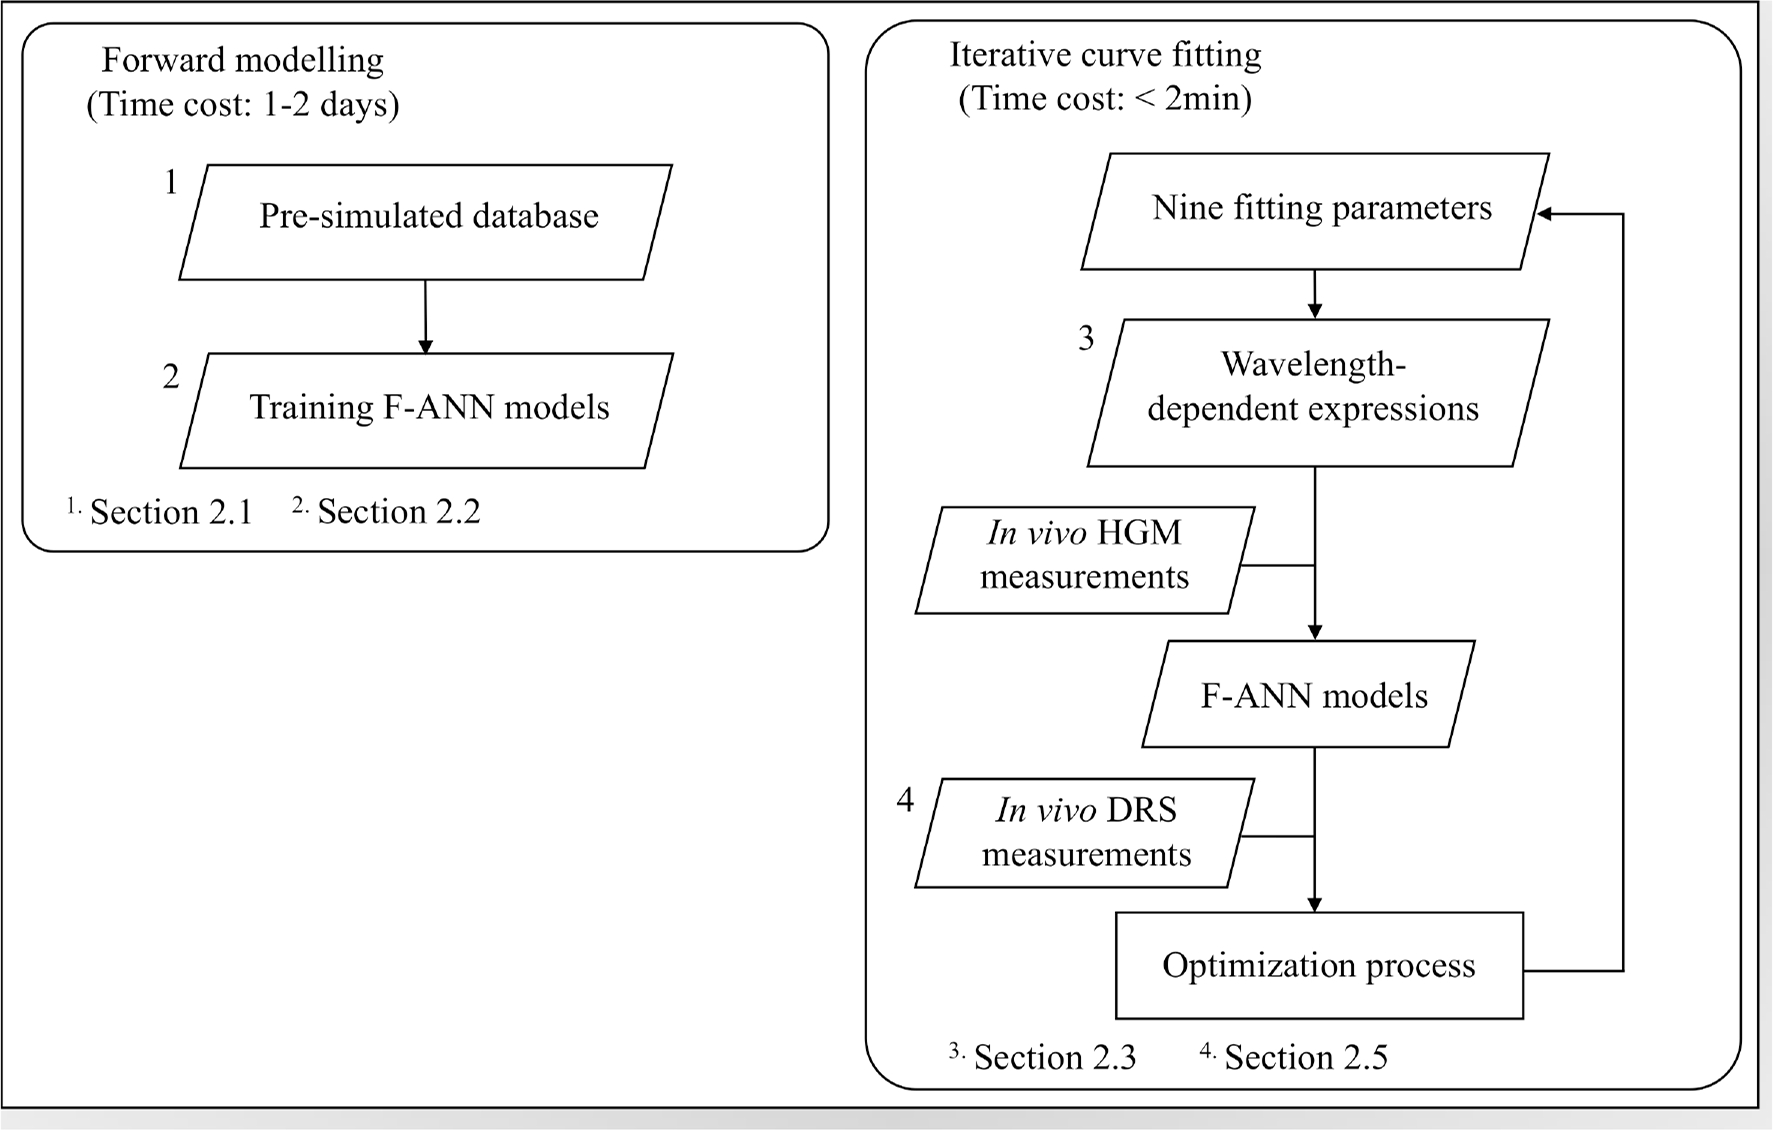 Forward modelling
(Time cost: 1-2 days)
1
Pre-simulated database
2
Training F-ANN models
1. Section 2.1 2. Section 2.2
Iterative curve fitting
(Time cost: < 2min)
Nine fitting parameters
3
Wavelength-
dependent expressions
In vivo HGM
measurements
F-ANN models
4
In vivo DRS
measurements
Optimization process
3. Section 2.3 4. Section 2.5